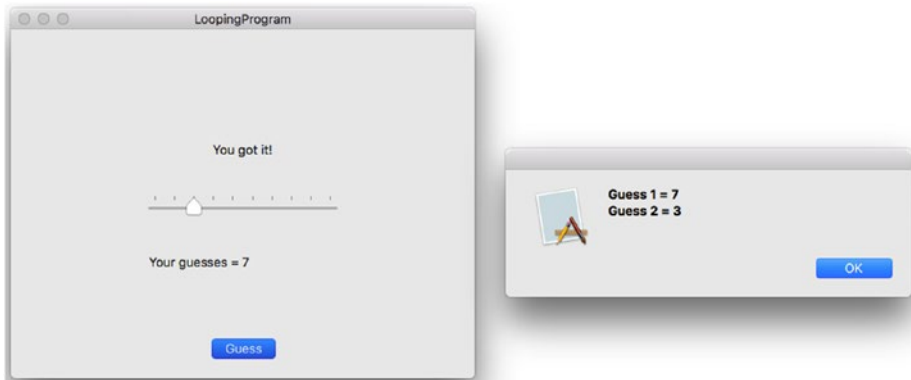 LoopingProgram
You got it!
Your guesses = 7
Guess
Guess 1 = 7
Guess 2 = 3
OK